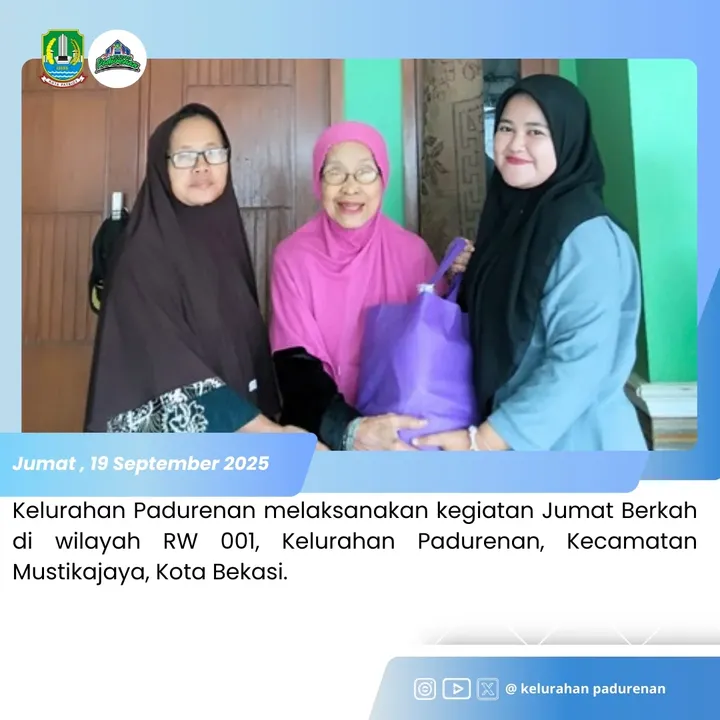 Jumat , 19 September 2025
Kelurahan Padurenan melaksanakan kegiatan Jumat Berkah
di wilayah RW 001, Kelurahan Padurenan, Kecamatan
Mustikajaya, Kota Bekasi.
@ kelurahan padurenan